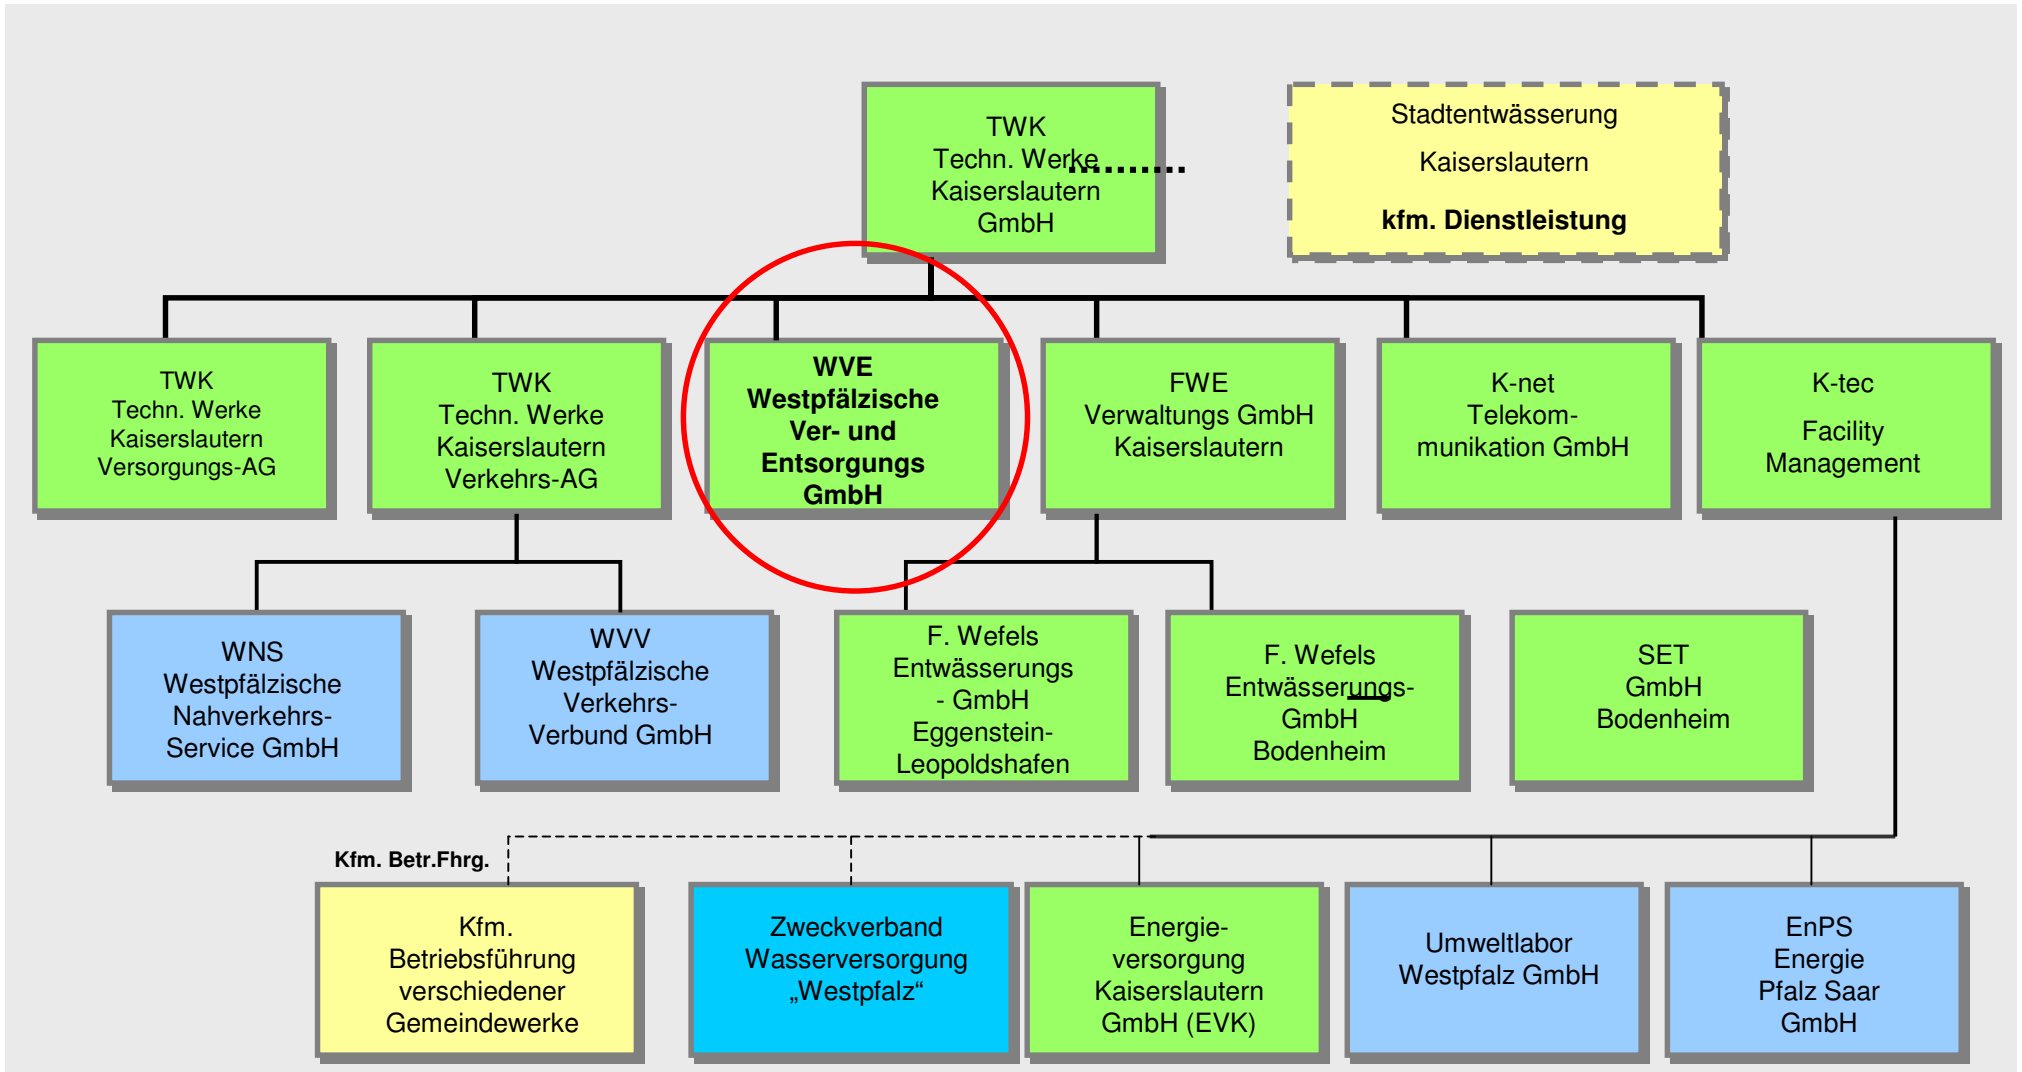 TWK
Techn. Werke
Kaiserslautern
GmbH
Stadtentwässerung
Kaiserslautern
kfm. Dienstleistung
TWK
Techn. Werke
Kaiserslautern
Versorgungs-AG
TWK
Techn. Werke
Kaiserslautern
Verkehrs-AG
WVE
Westpfälzische
Ver- und
Entsorgungs
GmbH
FWE
Verwaltungs GmbH
Kaiserslautern
K-net
Telekom-
munikation GmbH
K-tec
Facility
Management
WNS
Westpfälzische
Nahverkehrs-
Service GmbH
WVV
Westpfälzische
Verkehrs-
Verbund GmbH
F. Wefels
Entwässerungs
- GmbH
Eggenstein-
Leopoldshafen
F. Wefels
Entwässerungs-
GmbH
Bodenheim
SET
GmbH
Bodenheim
Kfm. Betr.Fhrg.
Kfm.
Betriebsführung
verschiedener
Gemeindewerke
Zweckverband
Wasserversorgung
„Westpfalz“
Energie-
versorgung
Kaiserslautern
GmbH (EVK)
Umweltlabor
Westpfalz GmbH
EnPS
Energie
Pfalz Saar
GmbH